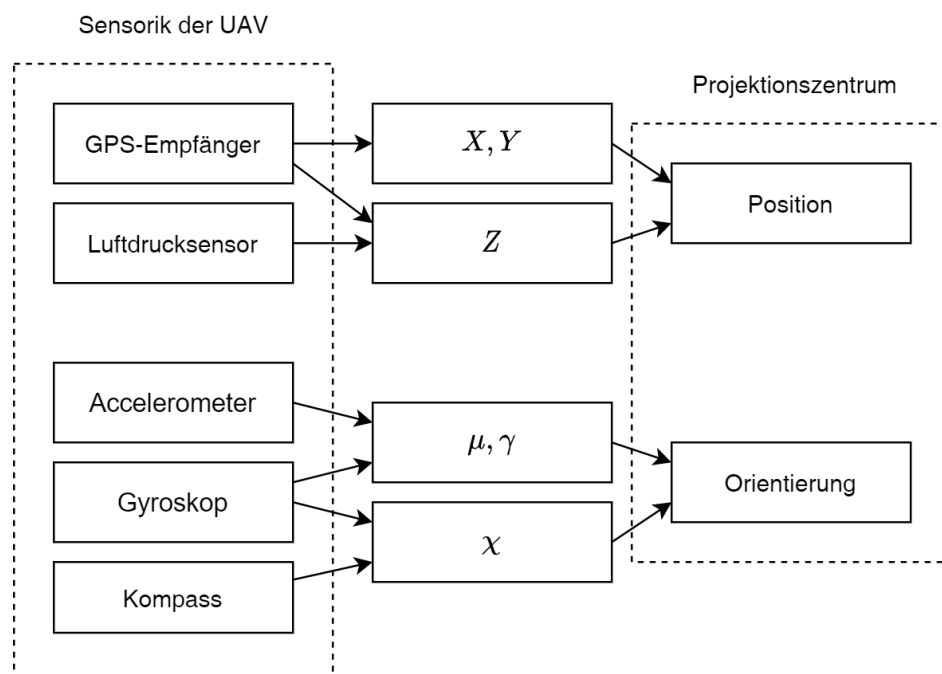 Sensorik der UAV
Projektionszentrum
GPS-Empfänger
X, Y
Position
Luftdrucksensor
Z
Accelerometer
μ, γ
Orientierung
Gyroskop
χ
Kompass